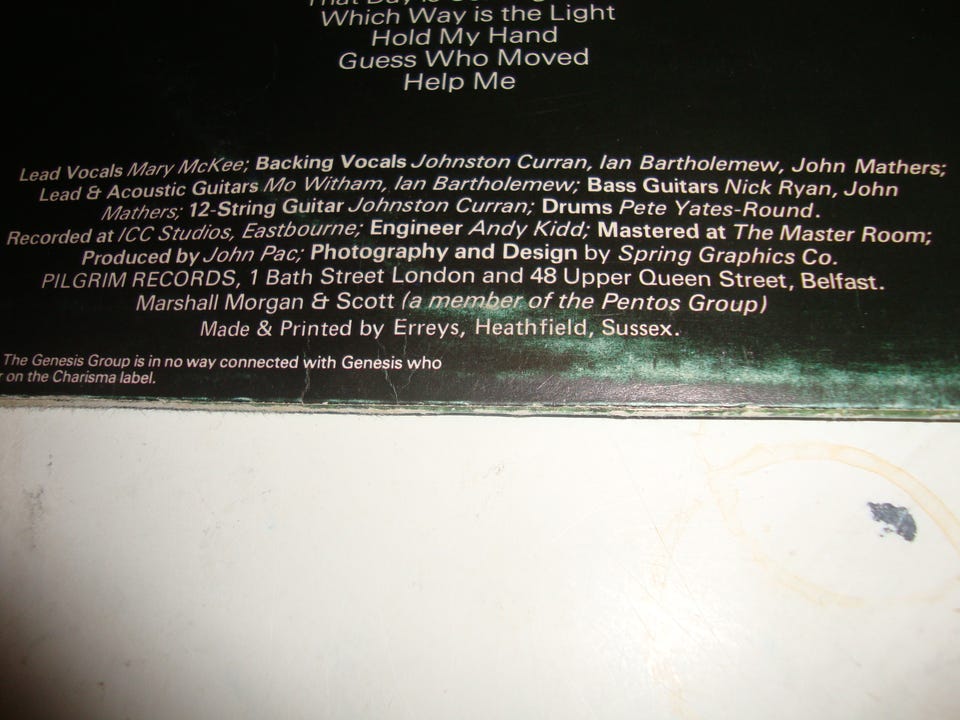 Which Way is the Light
Hold My Hand
Guess Who Moved
Help Me
Lead Vocals Mary McKee; Backing Vocals Johnston Curran, Ian Bartholemew, John Mathers;
Lead & Acoustic Guitars Mo Witham, Ian Bartholemew; Bass Guitars Nick Ryan, John
Mathers; 12-String Guitar Johnston Curran; Drums Pete Yates-Round.
Recorded at ICC Studios, Eastbourne; Engineer Andy Kidd; Mastered at The Master Room;
Produced by John Pac; Photography and Design by Spring Graphics Co.
PILGRIM RECORDS, 1 Bath Street London and 48 Upper Queen Street, Belfast.
Marshall Morgan & Scott (a member of the Pentos Group)
Made & Printed by Erreys, Heathfield, Sussex.
The Genesis Group is in no way connected with Genesis who
on the Charisma label.